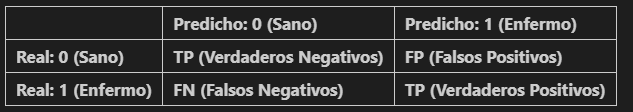 Predicho: 0 (Sano) Predicho: 1 (Enfermo)
Real: 0 (Sano) TP (Verdaderos Negativos) FP (Falsos Positivos)
Real: 1 (Enfermo) FN (Falsos Negativos) TP (Verdaderos Positivos)